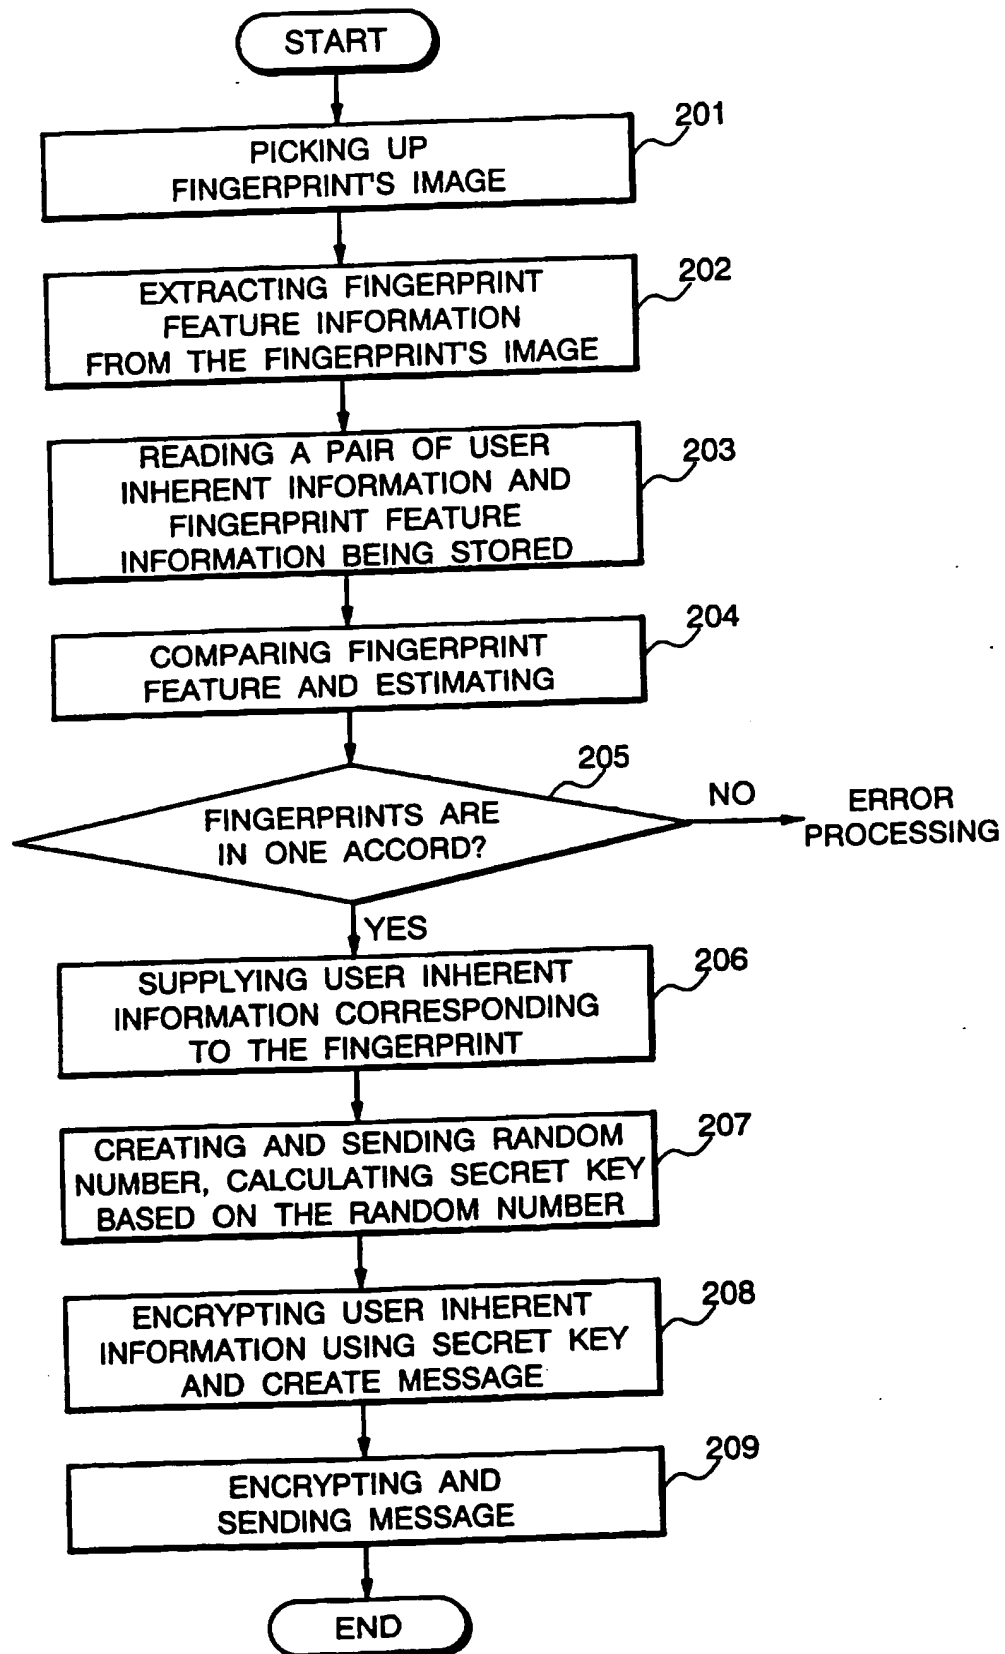 START
201
PICKING UP
FINGERPRINT'S IMAGE
202
EXTRACTING FINGERPRINT
FEATURE INFORMATION
FROM THE FINGERPRINT'S IMAGE
203
READING A PAIR OF USER
INHERENT INFORMATION AND
FINGERPRINT FEATURE
INFORMATION BEING STORED
204
COMPARING FINGERPRINT
FEATURE AND ESTIMATING
205
FINGERPRINTS ARE
IN ONE ACCORD?
NO
ERROR
PROCESSING
YES
206
SUPPLYING USER INHERENT
INFORMATION CORRESPONDING
TO THE FINGERPRINT
207
CREATING AND SENDING RANDOM
NUMBER, CALCULATING SECRET KEY
BASED ON THE RANDOM NUMBER
208
ENCRYPTING USER INHERENT
INFORMATION USING SECRET KEY
AND CREATE MESSAGE
209
ENCRYPTING AND
SENDING MESSAGE
END